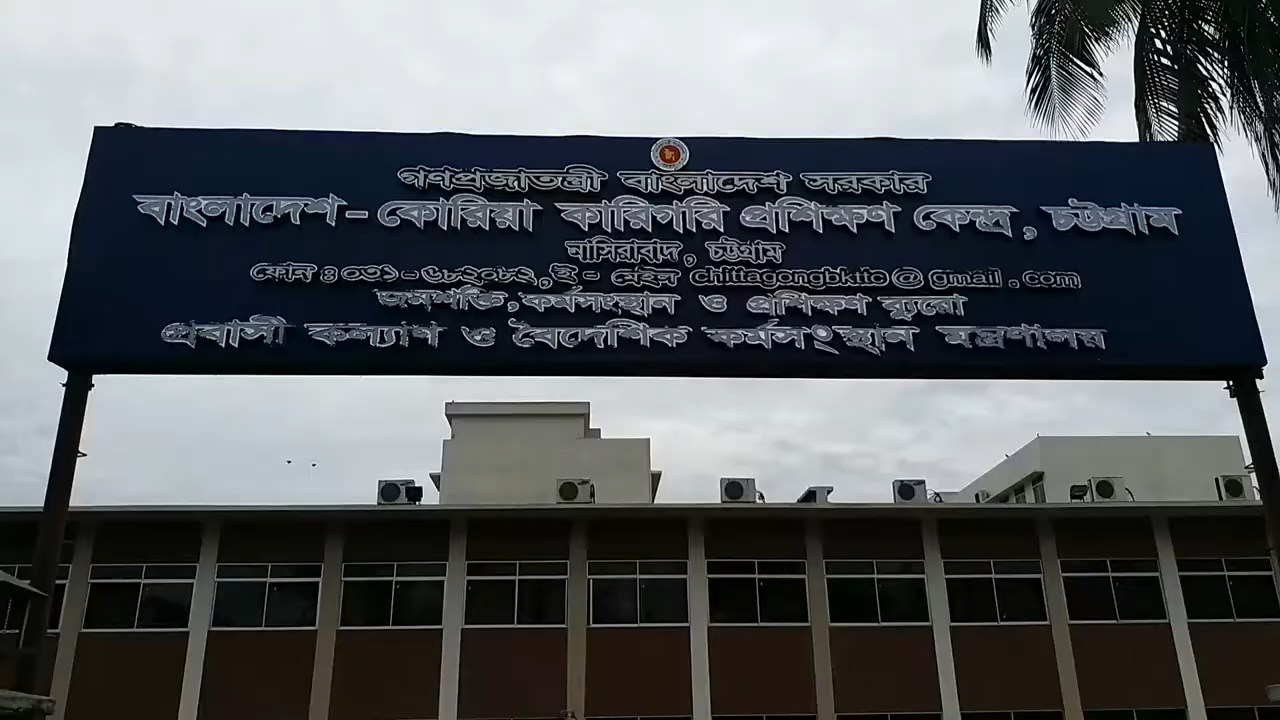 গণপ্রজাতন্ত্রী বাংলাদেশ সরকার
বাংলাদেশ - কোরিয়া কারিগরি প্রশিক্ষণ কেন্দ্র, চট্টগ্রাম
নাসিরাবাদ, চট্টগ্রাম
ফোন ঃ ০৩১ - ৬৮২০৮২, ই - মেইল chittagongbkttc@gmail.com
জনশক্তি, কর্মসংস্থান ও প্রশিক্ষণ ব্যুরো
প্রবাসী কল্যাণ ও বৈদেশিক কর্মসংস্থান মন্ত্রণালয়